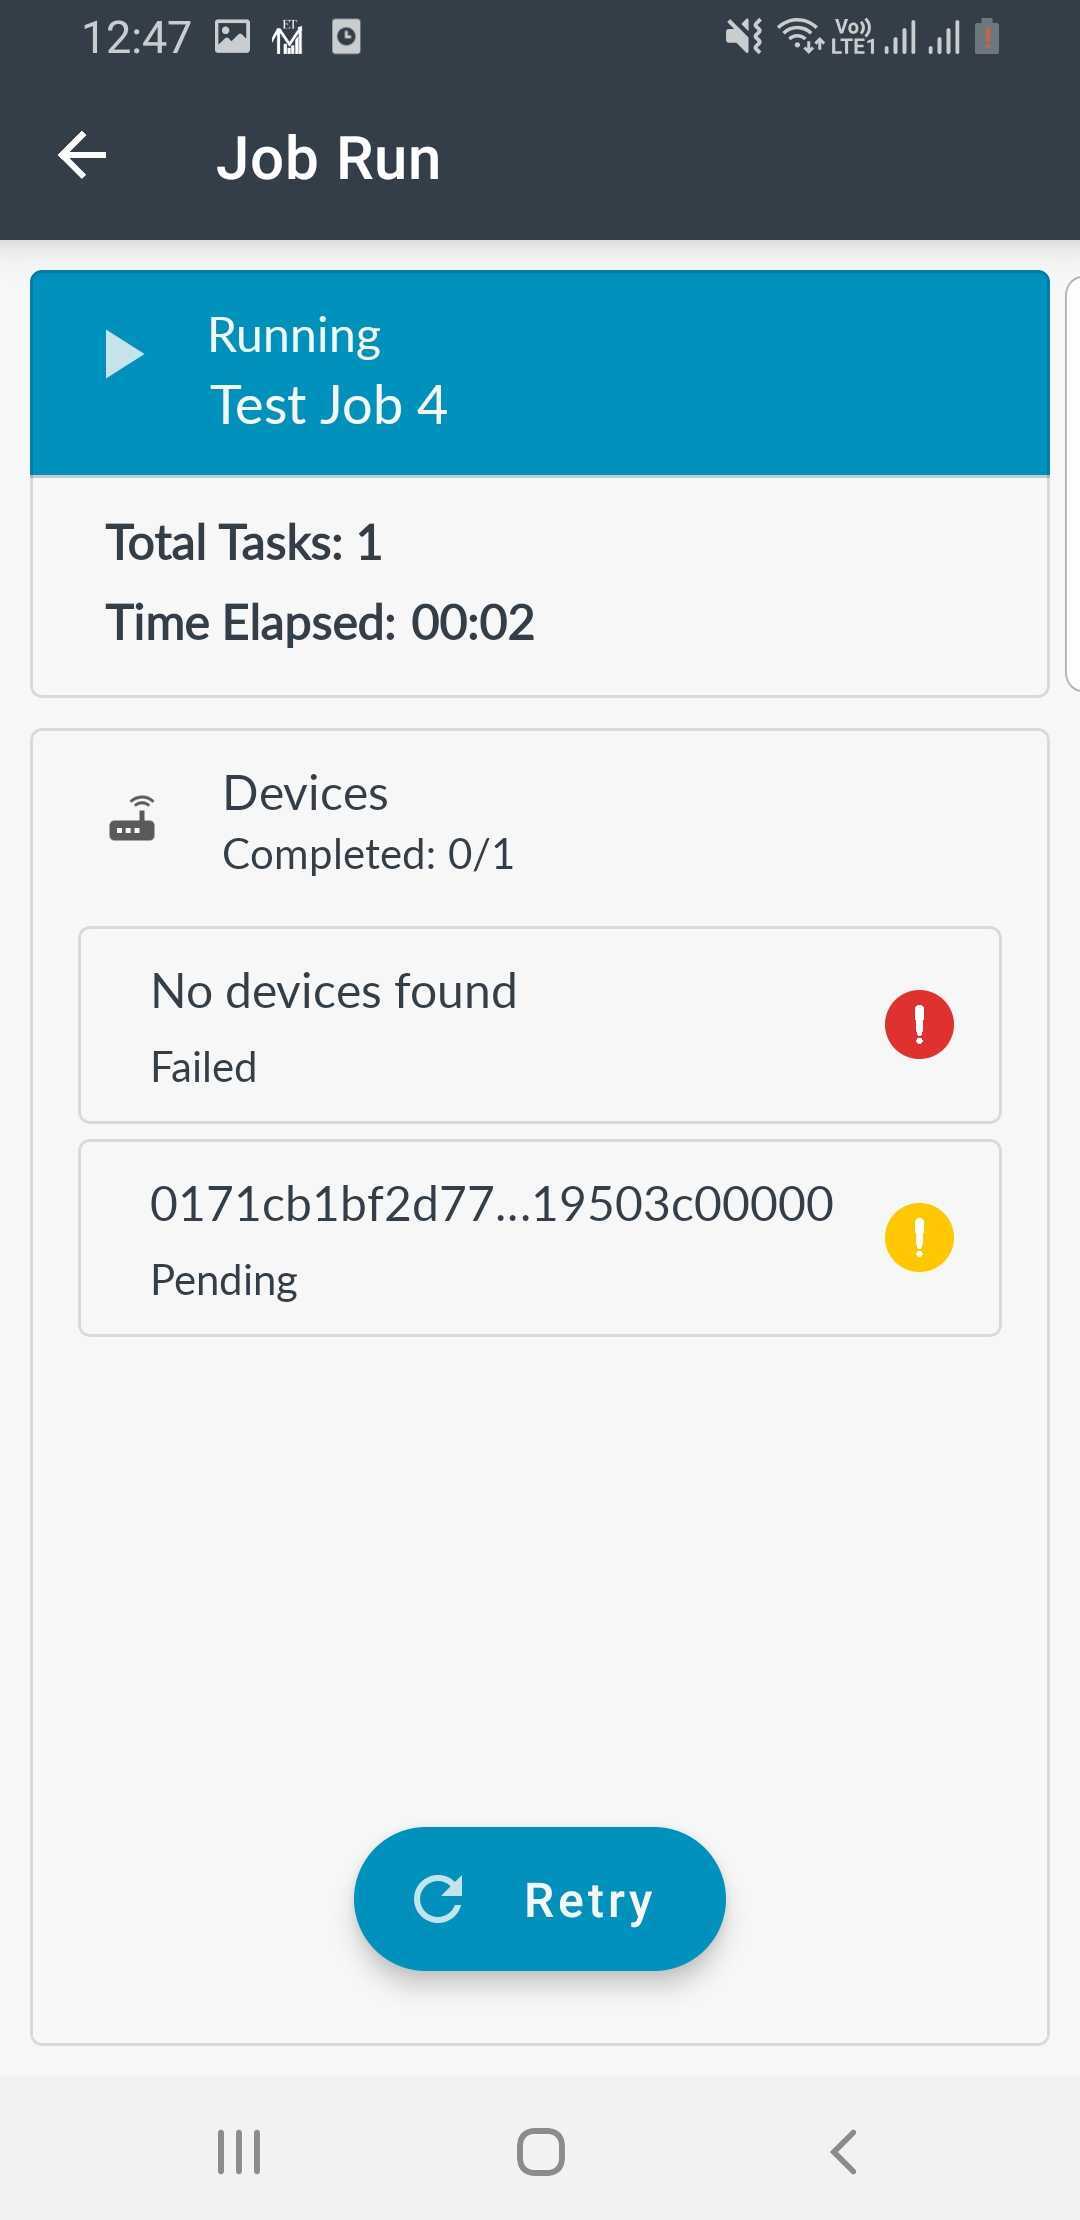 12:47
ET
Vo))
LTE1
Job Run
Running
Test Job 4
Total Tasks: 1
Time Elapsed: 00:02
Devices
Completed: 0/1
No devices found
Failed
0171cb1bf2d77...19503c00000
Pending
Retry